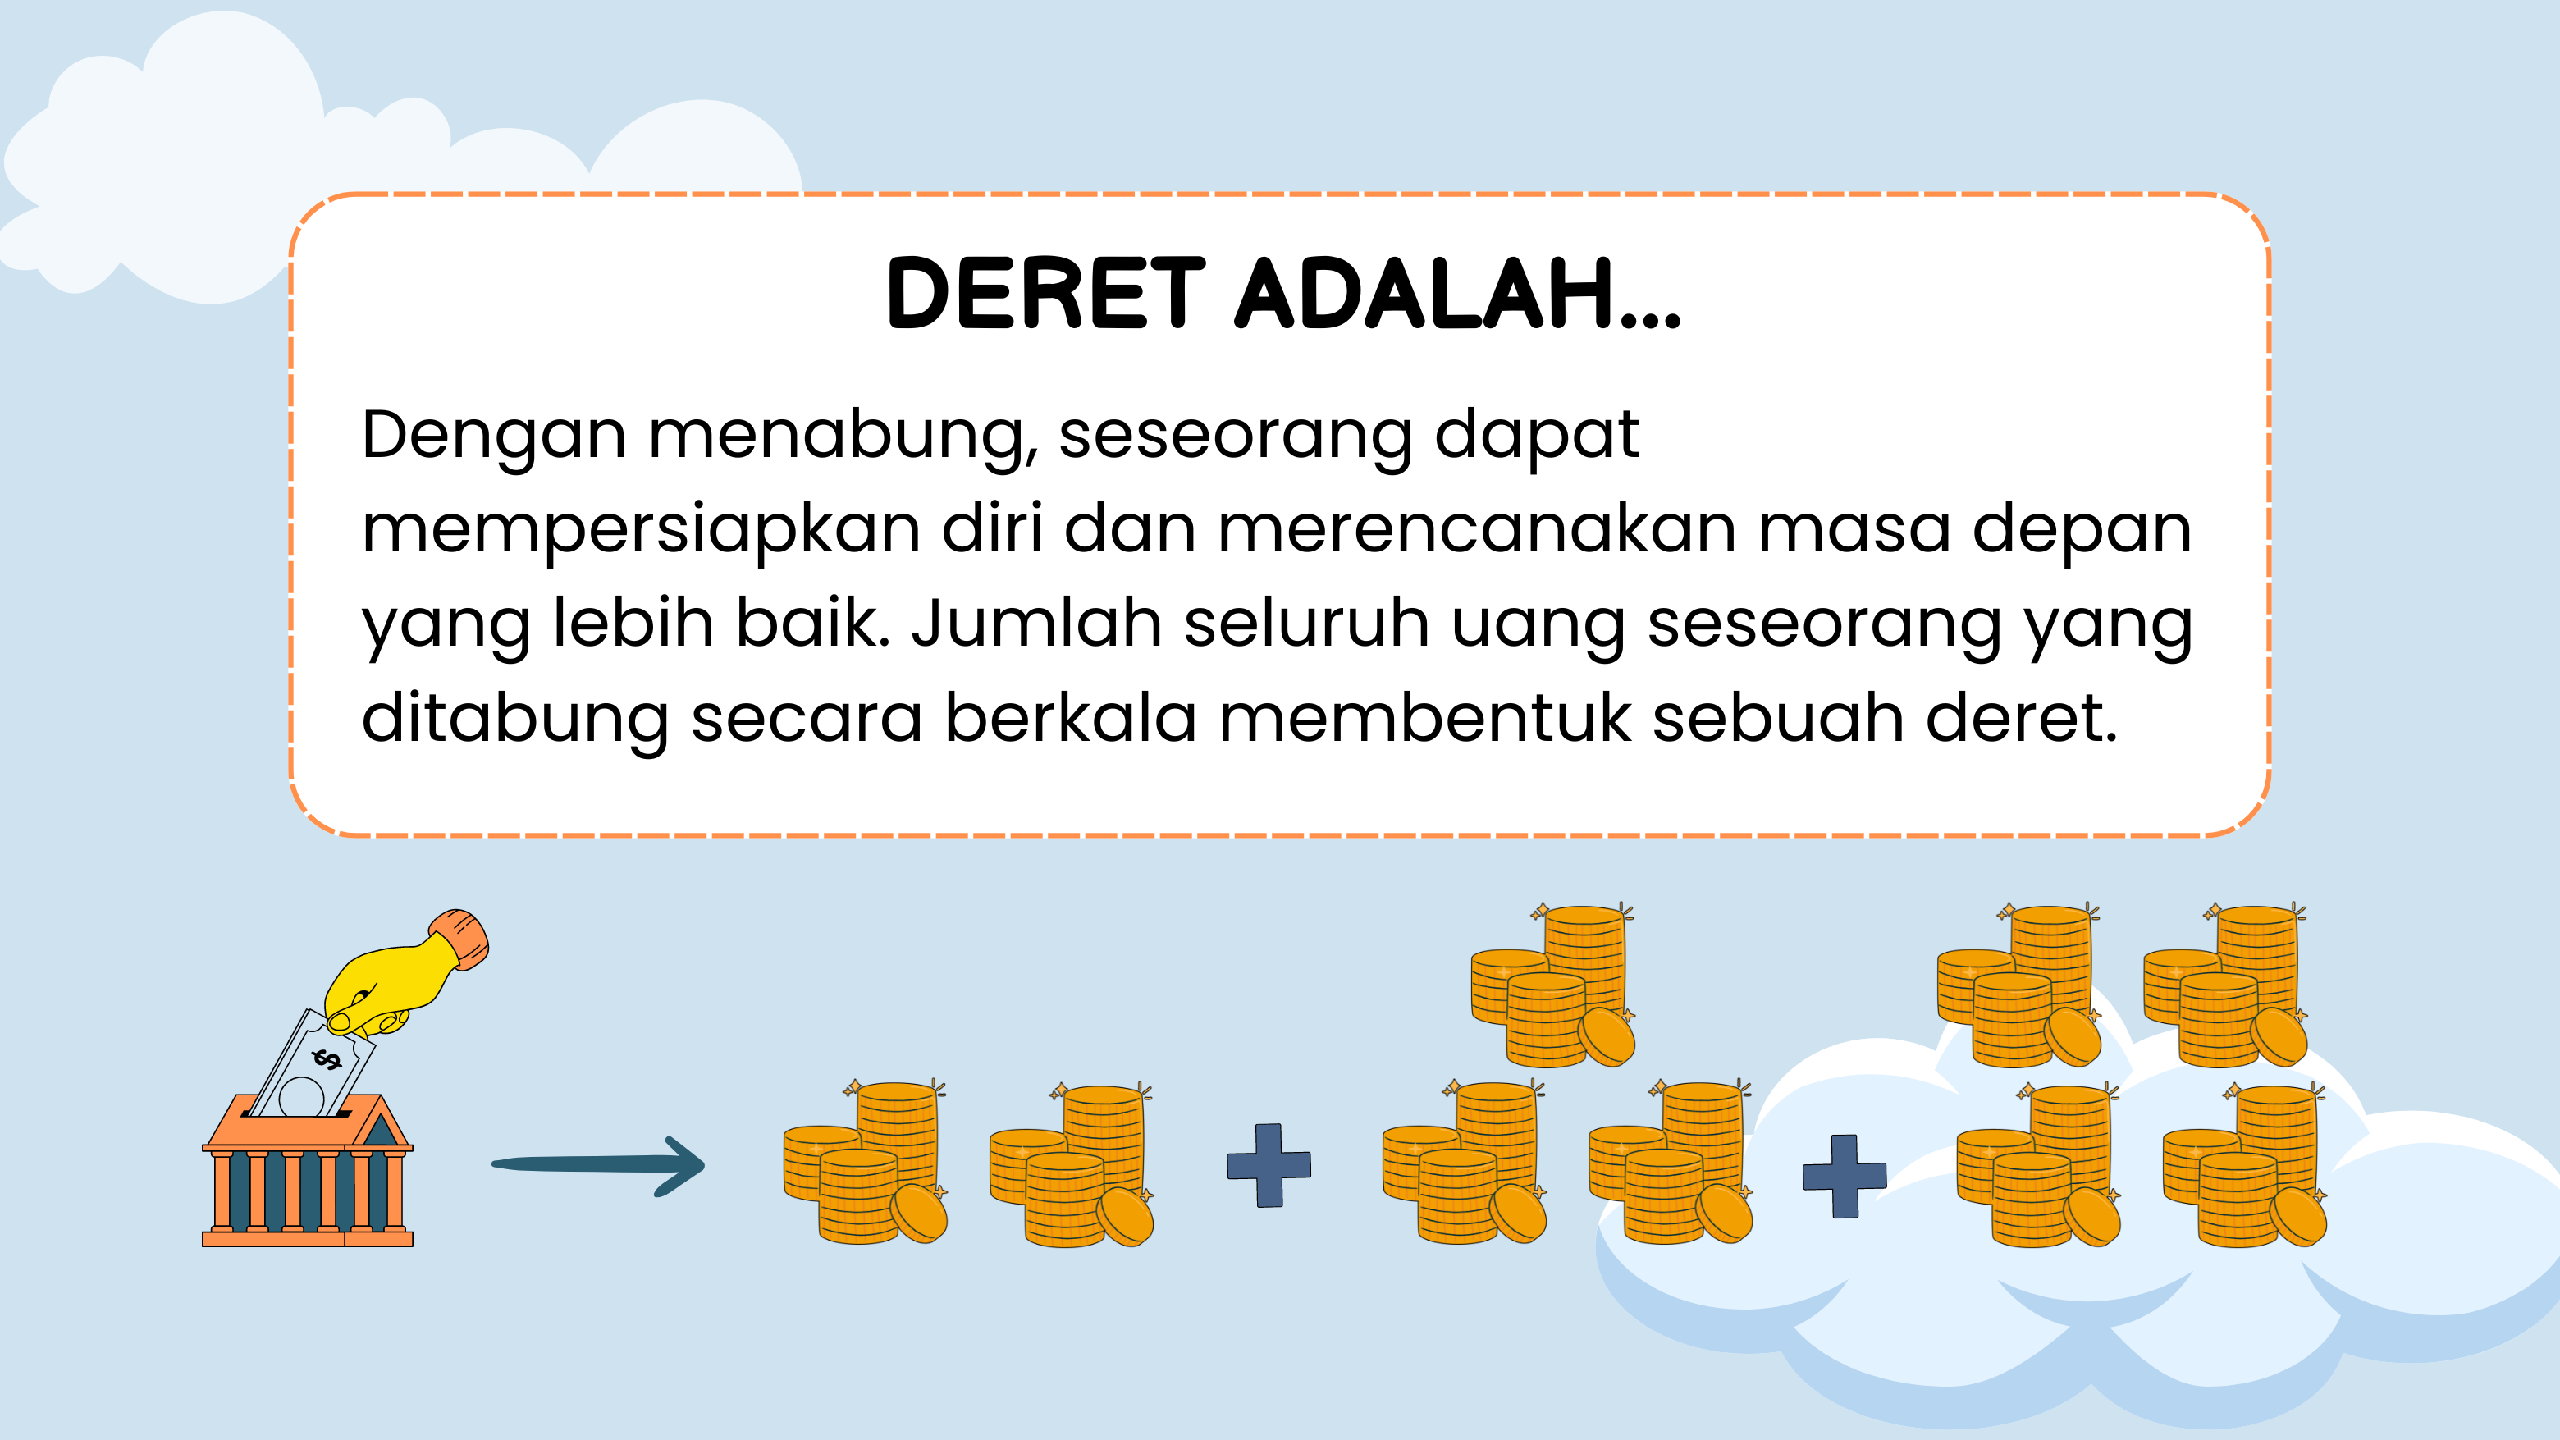 DERET ADALAH...
Dengan menabung, seseorang dapat
mempersiapkan diri dan merencanakan masa depan
yang lebih baik. Jumlah seluruh uang seseorang yang
ditabung secara berkala membentuk sebuah deret.
$